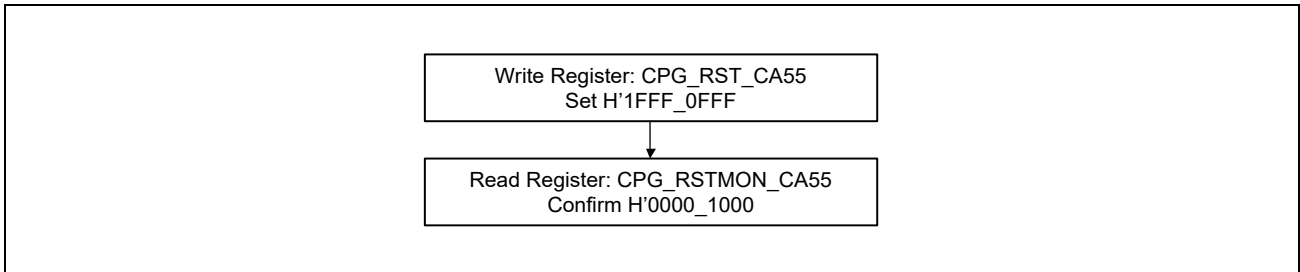 Write Register: CPG_RST_CA55
Set H’1FFF_0FFF
Read Register: CPG_RSTMON_CA55
Confirm H’0000_1000